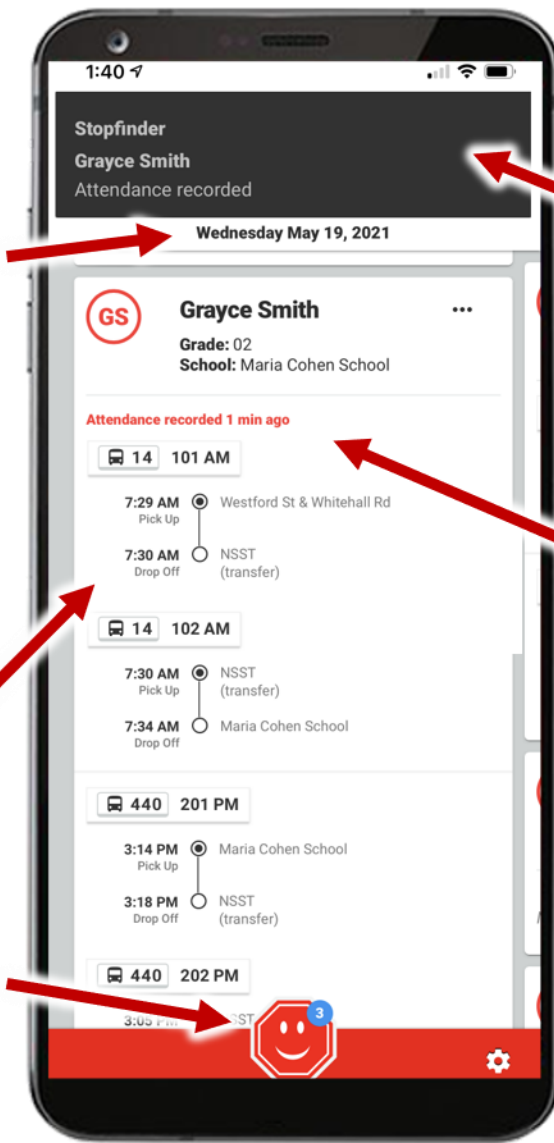 1:40
Stopfinder
Grayce Smith
Attendance recorded
Wednesday May 19, 2021
GS Grayce Smith •••
Grade: 02
School: Maria Cohen School
Attendance recorded 1 min ago
14 101 AM
7:29 AM Westford St & Whitehall Rd
Pick Up
7:30 AM NSST
Drop Off (transfer)
14 102 AM
7:30 AM NSST
Pick Up (transfer)
7:34 AM Maria Cohen School
Drop Off
440 201 PM
3:14 PM Maria Cohen School
Pick Up
3:18 PM NSST
Drop Off (transfer)
440 202 PM
3:05
3